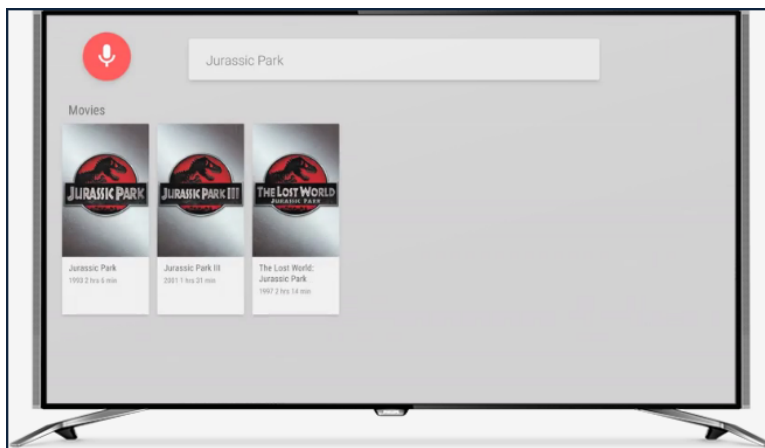 Jurassic Park
Movies
JURASSIC PARK
JURASSIC PARK III
THE LOST WORLD
JURASSIC PARK
Jurassic Park
1993 2 hrs 6 min
Jurassic Park III
2001 1 hrs 31 min
The Lost World:
Jurassic Park
1997 2 hrs 14 min